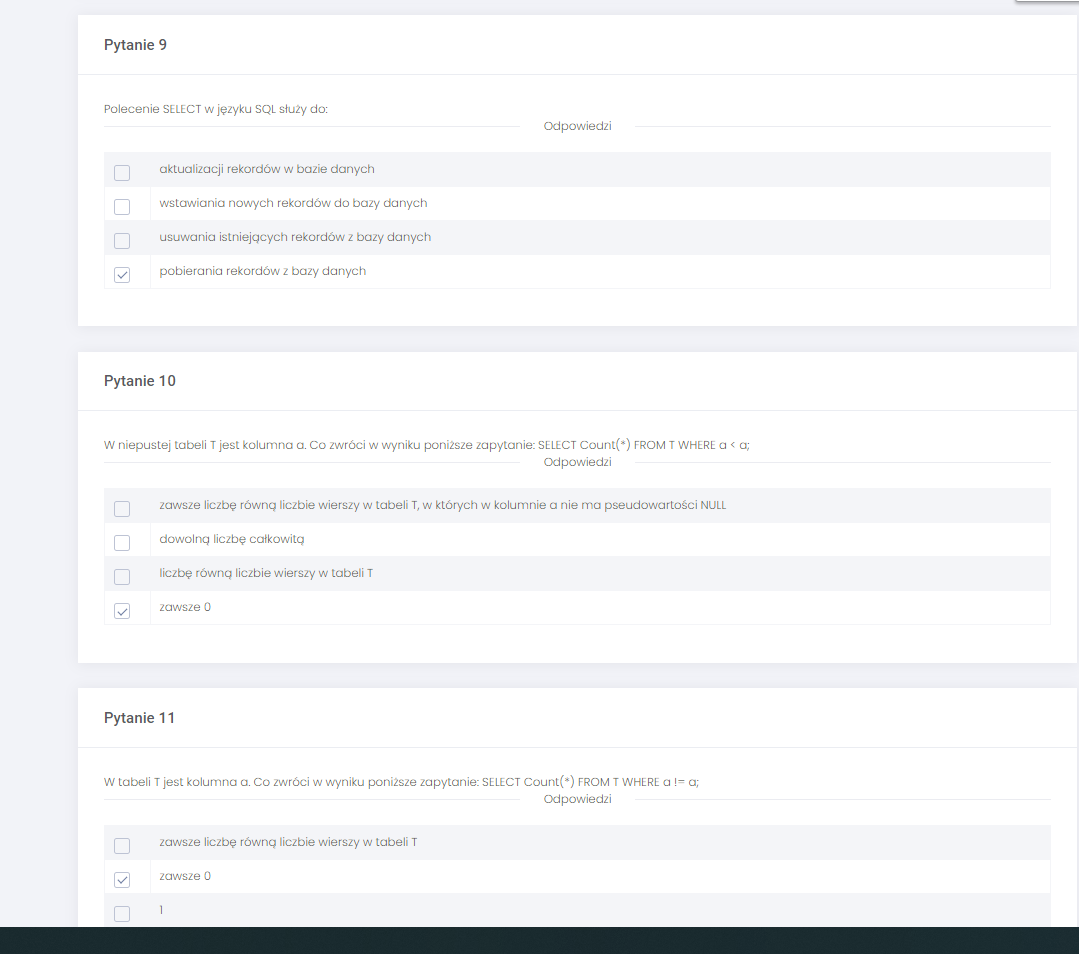 Pytanie 9
Polecenie SELECT w języku SQL służy do:
Odpowiedzi
aktualizacji rekordów w bazie danych
wstawiania nowych rekordów do bazy danych
usuwania istniejących rekordów z bazy danych
pobierania rekordów z bazy danych
Pytanie 10
W niepustej tabeli T jest kolumna a. Co zwróci w wyniku poniższe zapytanie: SELECT Count(*) FROM T WHERE a < a;
Odpowiedzi
zawsze liczbę równą liczbie wierszy w tabeli T, w których w kolumnie a nie ma pseudowartości NULL
dowolną liczbę całkowitą
liczbę równą liczbie wierszy w tabeli T
zawsze 0
Pytanie 11
W tabeli T jest kolumna a. Co zwróci w wyniku poniższe zapytanie: SELECT Count(*) FROM T WHERE a != a;
Odpowiedzi
zawsze liczbę równą liczbie wierszy w tabeli T
zawsze 0
1